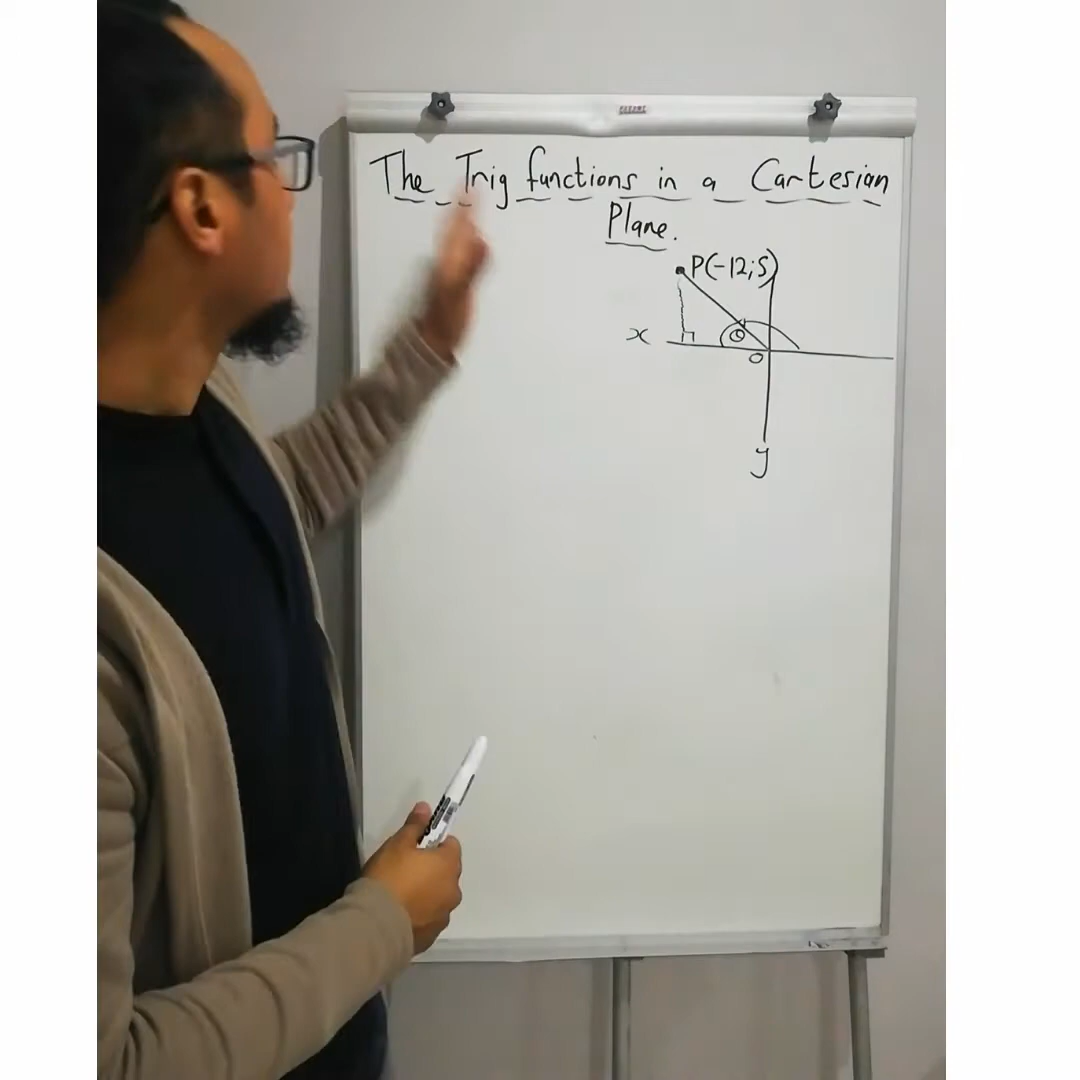 The Trig functions in a Cartesian
Plane.
P(-12;5)
x
θ
O
y